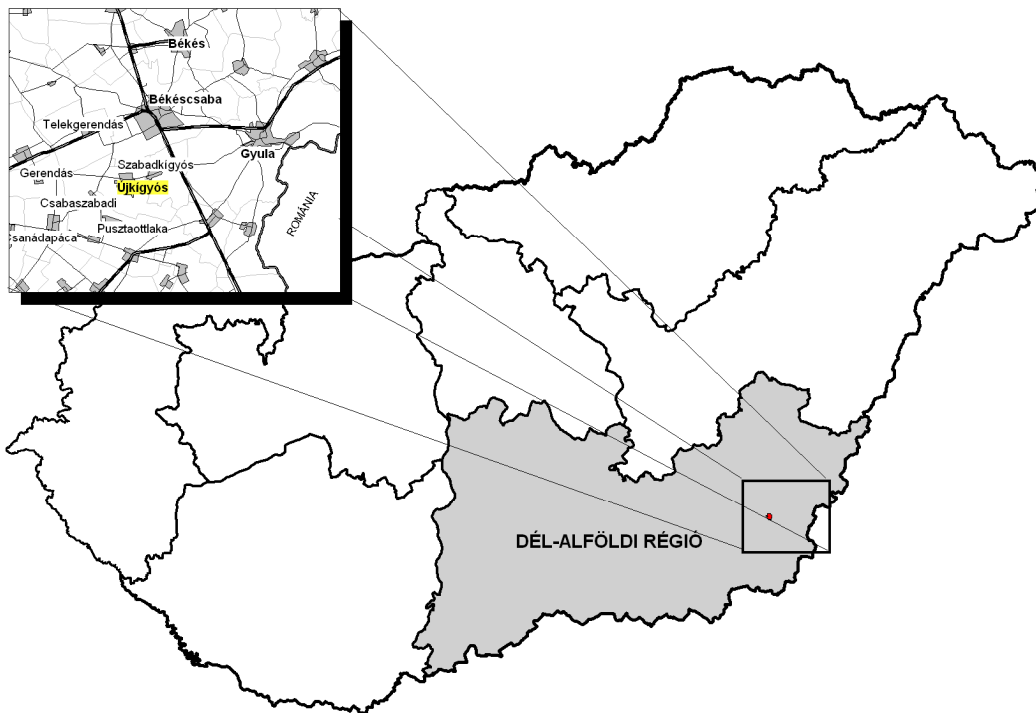 Békés
Békéscsaba
Telekgerendás
Gyula
Szabadkígyós
Gerendás
Újkígyós
Csabaszabadi
ROMÁNIA
Pusztaottlaka
Csanádapáca
DÉL-ALFÖLDI RÉGIÓ